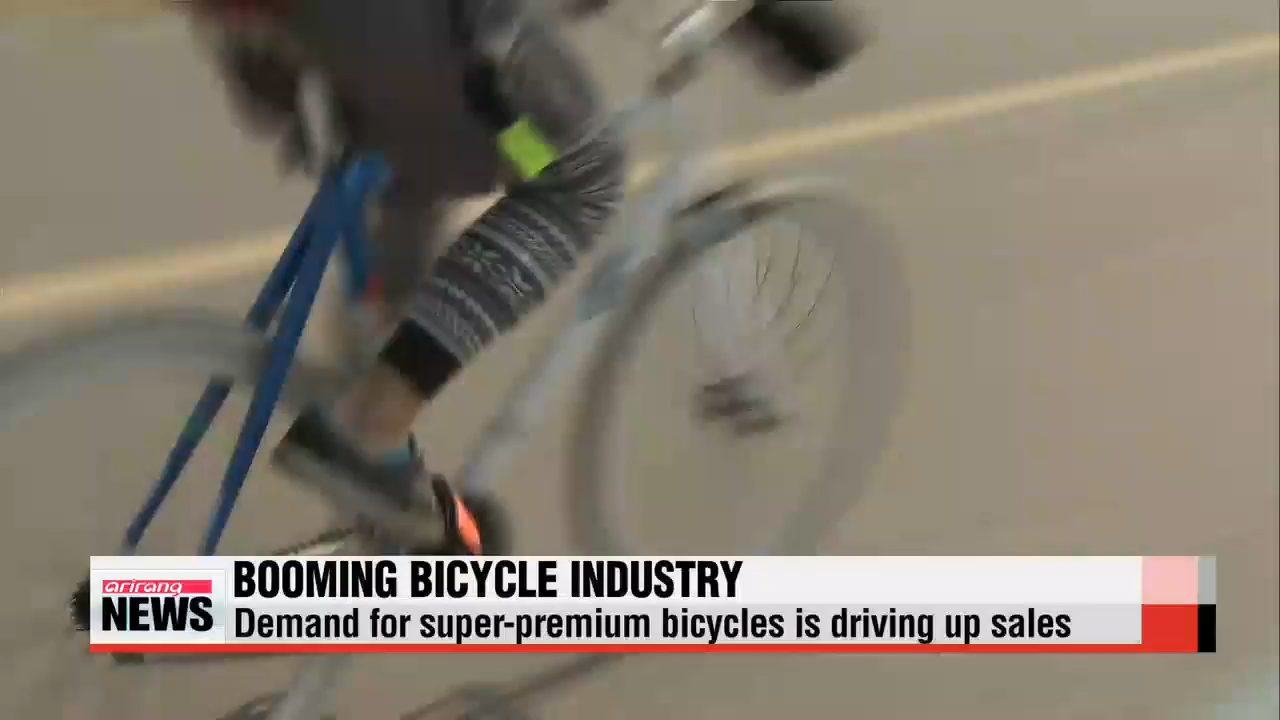 BOOMING BICYCLE INDUSTRY
arirang
NEWS
Demand for super-premium bicycles is driving up sales